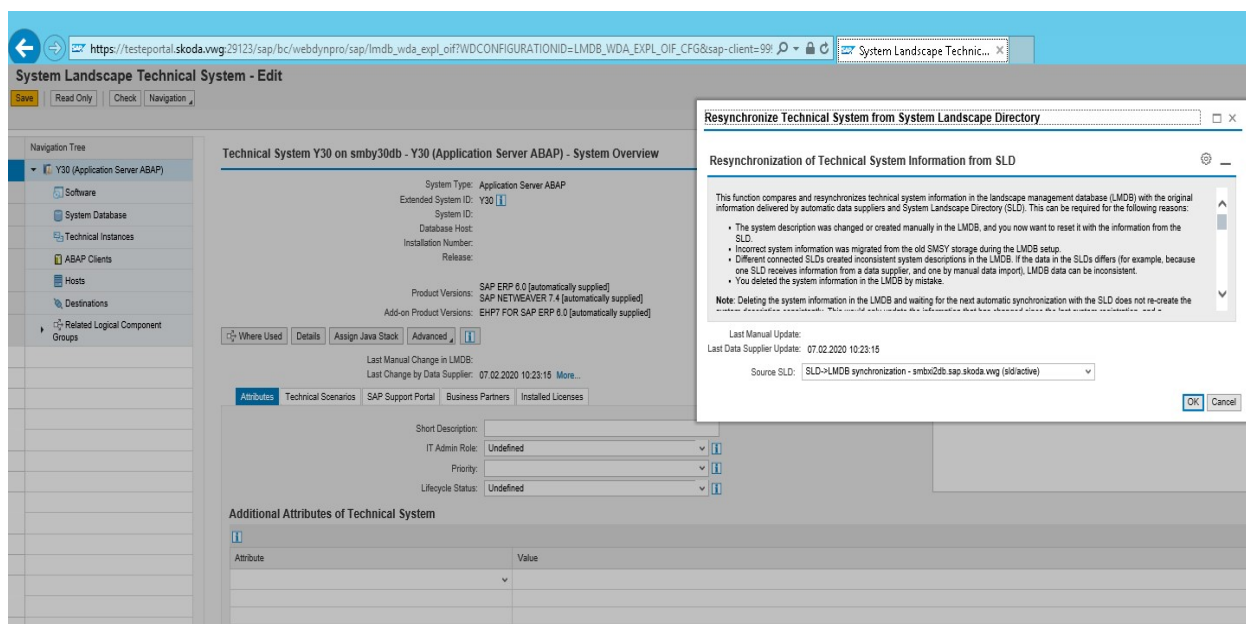 https://testeportal.skoda.vwg:29123/sap/bc/webdynpro/sap/lmdb_wda_expl_oif?WDCONFIGURATIONID=LMDB_WDA_EXPL_OIF_CFG&sap-client=99
System Landscape Technic...
System Landscape Technical System - Edit
Save
Read Only
Check
Navigation
Navigation Tree
Y30 (Application Server ABAP)
Software
System Database
Technical Instances
ABAP Clients
Hosts
Destinations
Related Logical Component
Groups
Technical System Y30 on smby30db - Y30 (Application Server ABAP) - System Overview
System Type: Application Server ABAP
Extended System ID: Y30
System ID:
Database Host:
Installation Number:
Release:
Product Versions: SAP ERP 6.0 [automatically supplied]
SAP NETWEAVER 7.4 [automatically supplied]
Add-on Product Versions: EHP7 FOR SAP ERP 6.0 [automatically supplied]
Where Used
Details
Assign Java Stack
Advanced
Last Manual Change in LMDB:
Last Change by Data Supplier: 07.02.2020 10:23:15 More...
Attributes
Technical Scenarios
SAP Support Portal
Business Partners
Installed Licenses
Short Description:
IT Admin Role: Undefined
Priority:
Lifecycle Status: Undefined
Additional Attributes of Technical System
Attribute
Value
Resynchronize Technical System from System Landscape Directory
Resynchronization of Technical System Information from SLD
This function compares and resynchronizes technical system information in the landscape management database (LMDB) with the original
information delivered by automatic data suppliers and System Landscape Directory (SLD). This can be required for the following reasons:
• The system description was changed or created manually in the LMDB, and you now want to reset it with the information from the
SLD.
• Incorrect system information was migrated from the old SMSY storage during the LMDB setup.
• Different connected SLDs created inconsistent system descriptions in the LMDB. If the data in the SLDs differs (for example, because
one SLD receives information from a data supplier, and one by manual data import), LMDB data can be inconsistent.
• You deleted the system information in the LMDB by mistake.
Note: Deleting the system information in the LMDB and waiting for the next automatic synchronization with the SLD does not re-create the
Last Manual Update:
Last Data Supplier Update: 07.02.2020 10:23:15
Source SLD: SLD->LMDB synchronization - smbxi2db.sap.skoda.vwg (sld/active)
OK
Cancel